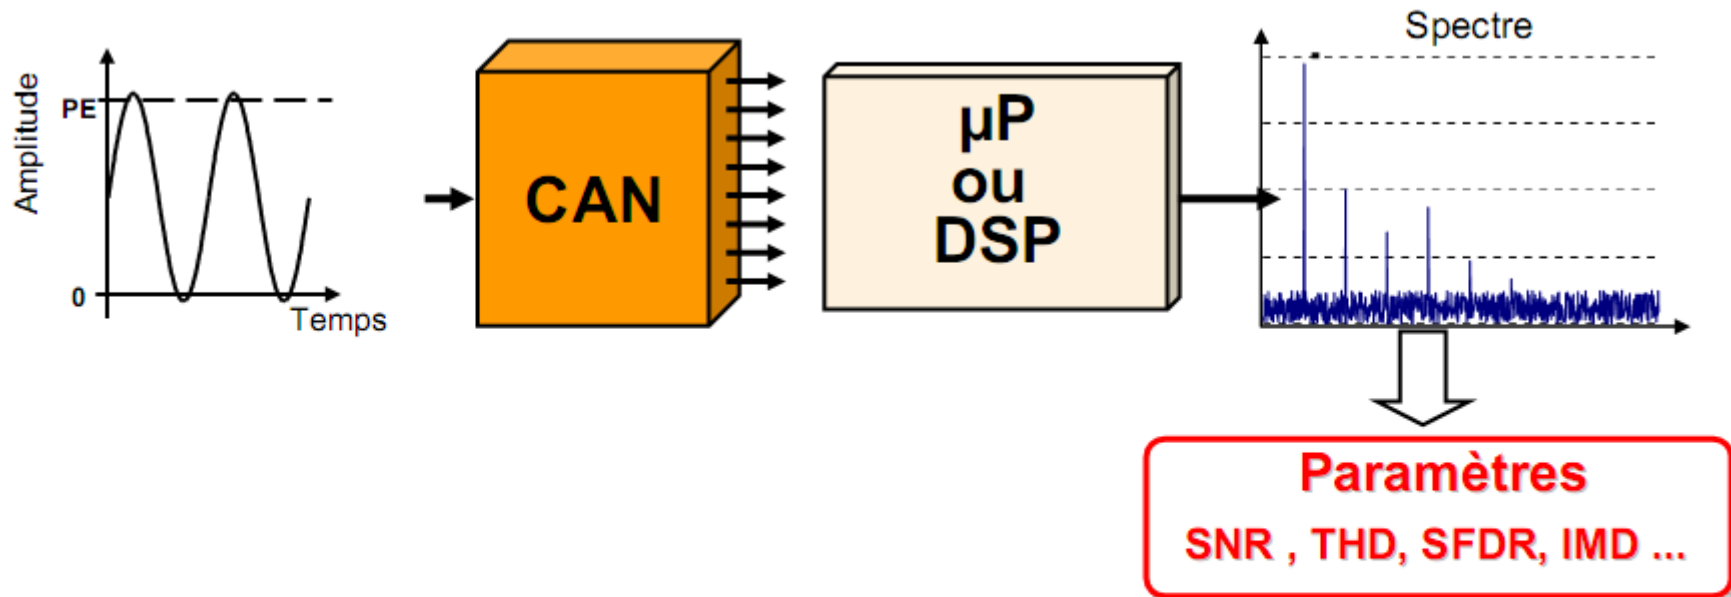 Amplitude
PE
0
Temps
CAN
µP
ou
DSP
Spectre
Paramètres
SNR , THD, SFDR, IMD ...